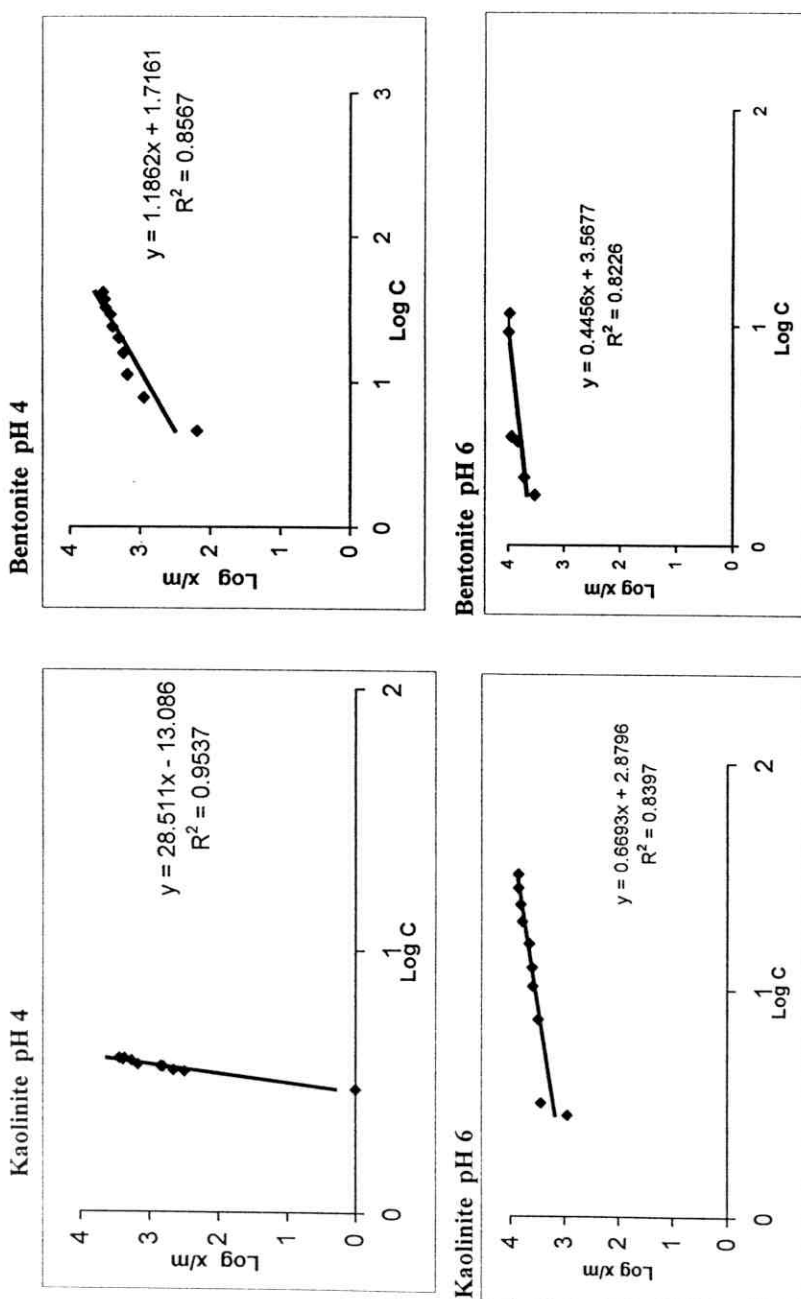 Kaolinite pH 4
4
3
2
1
0
Log x/m
y = 28.511x - 13.086
R² = 0.9537
0
1
2
Log C
Bentonite pH 4
4
3
2
1
0
Log x/m
y = 1.1862x + 1.7161
R² = 0.8567
0
1
2
3
Log C
Kaolinite pH 6
4
3
2
1
0
Log x/m
y = 0.6693x + 2.8796
R² = 0.8397
0
1
2
Log C
Bentonite pH 6
4
3
2
1
0
Log x/m
y = 0.4456x + 3.5677
R² = 0.8226
0
1
2
Log C